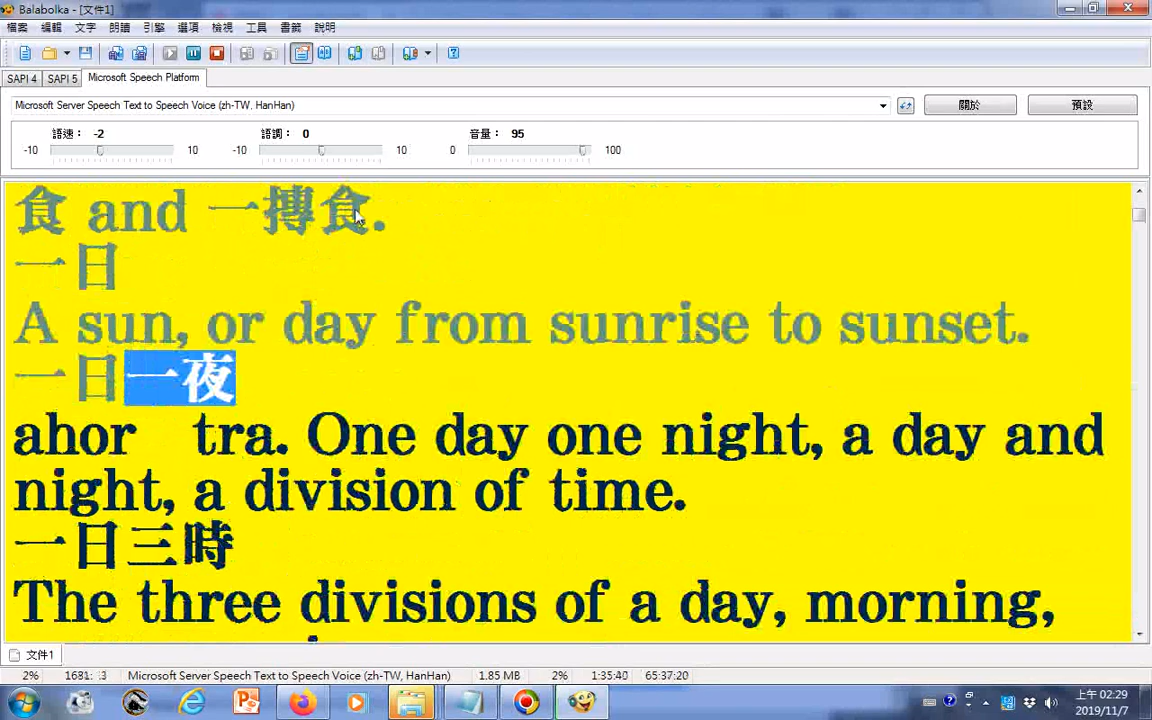 Balabolka - [文件1]
檔案 編輯 文字 朗讀 引擎 選項 檢視 工具 書籤 說明
SAPI 4 SAPI 5 Microsoft Speech Platform
Microsoft Server Speech Text to Speech Voice (zh-TW, HanHan) 關於 預設
語速： -2 語調： 0 音量： 95
-10 10 -10 10 0 100
食 and 一摶食.
一日
A sun, or day from sunrise to sunset.
一日一夜
ahor tra. One day one night, a day and
night, a division of time.
一日三時
The three divisions of a day, morning,
文件1
2% Microsoft Server Speech Text to Speech Voice (zh-TW, HanHan) 1.85 MB 2% 1:35:40 65:37:20
上午 02:29
2019/11/7